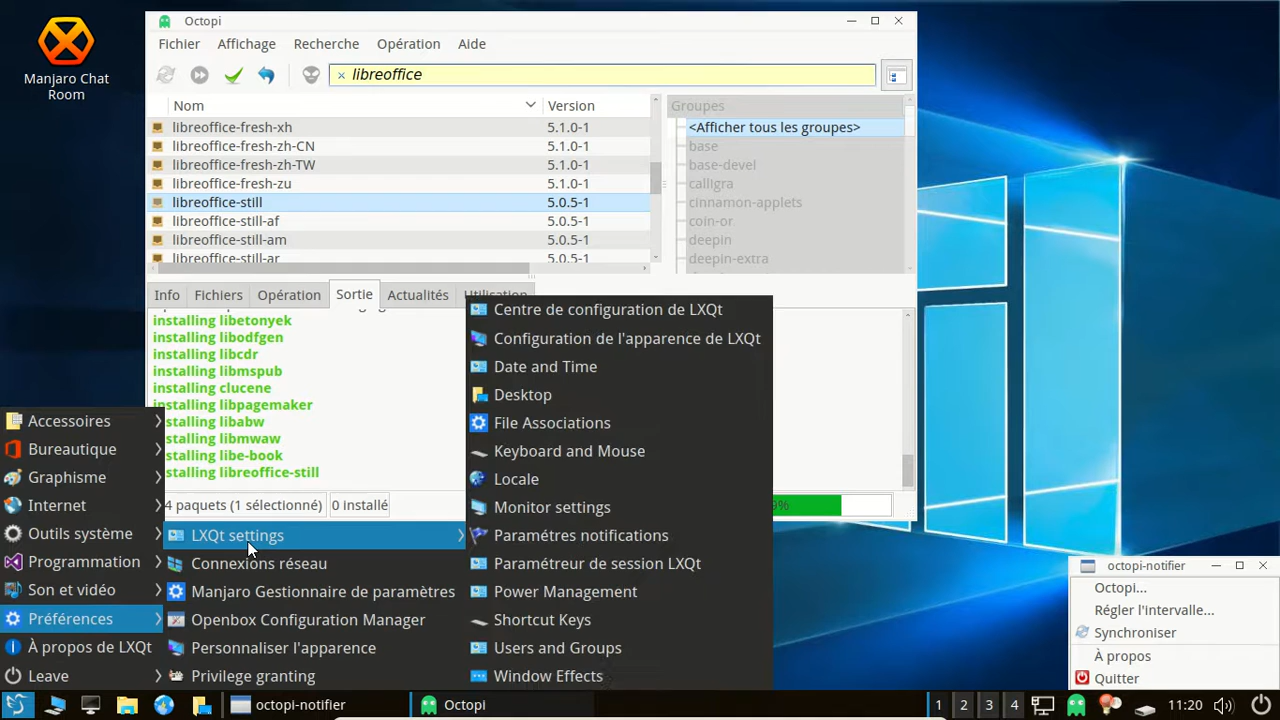 Manjaro Chat
Room
Octopi
Fichier Affichage Recherche Opération Aide
libreoffice
Nom Version
libreoffice-fresh-xh 5.1.0-1
libreoffice-fresh-zh-CN 5.1.0-1
libreoffice-fresh-zh-TW 5.1.0-1
libreoffice-fresh-zu 5.1.0-1
libreoffice-still 5.0.5-1
libreoffice-still-af 5.0.5-1
libreoffice-still-am 5.0.5-1
libreoffice-still-ar 5.0.5-1
Groupes
<Afficher tous les groupes>
base
base-devel
calligra
cinnamon-applets
coin-or
deepin
deepin-extra
Info Fichiers Opération Sortie Actualités Utilisation
installing libetonyek
installing libodfgen
installing libcdr
installing libmspub
installing clucene
installing libpagemaker
stalling libabw
stalling libmwaw
stalling libe-book
stalling libreoffice-still
4 paquets (1 sélectionné) 0 installé
9%
Accessoires
Bureautique
Graphisme
Internet
Outils système
Programmation
Son et vidéo
Préférences
À propos de LXQt
Leave
LXQt settings
Connexions réseau
Manjaro Gestionnaire de paramètres
Openbox Configuration Manager
Personnaliser l'apparence
Privilege granting
Centre de configuration de LXQt
Configuration de l'apparence de LXQt
Date and Time
Desktop
File Associations
Keyboard and Mouse
Locale
Monitor settings
Paramétres notifications
Paramétreur de session LXQt
Power Management
Shortcut Keys
Users and Groups
Window Effects
octopi-notifier
Octopi...
Régler l'intervalle...
Synchroniser
À propos
Quitter
octopi-notifier Octopi 1 2 3 4 11:20